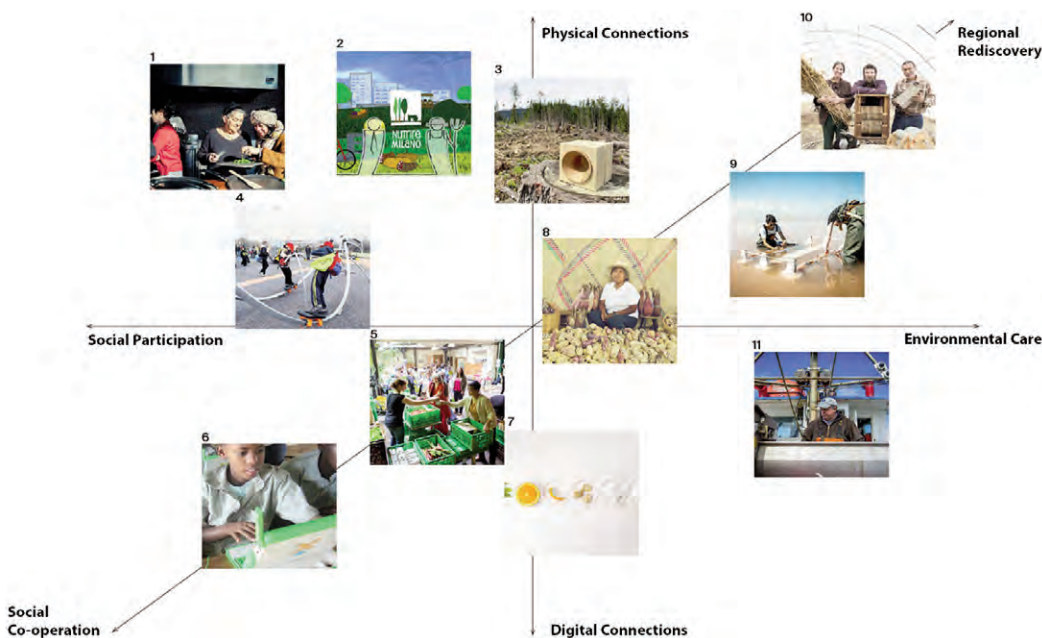 Physical Connections
10
Regional
Rediscovery
1
2
3
NUTRIRE
MILANO
9
4
8
Social Participation
Environmental Care
5
11
6
7
Social
Co-operation
Digital Connections